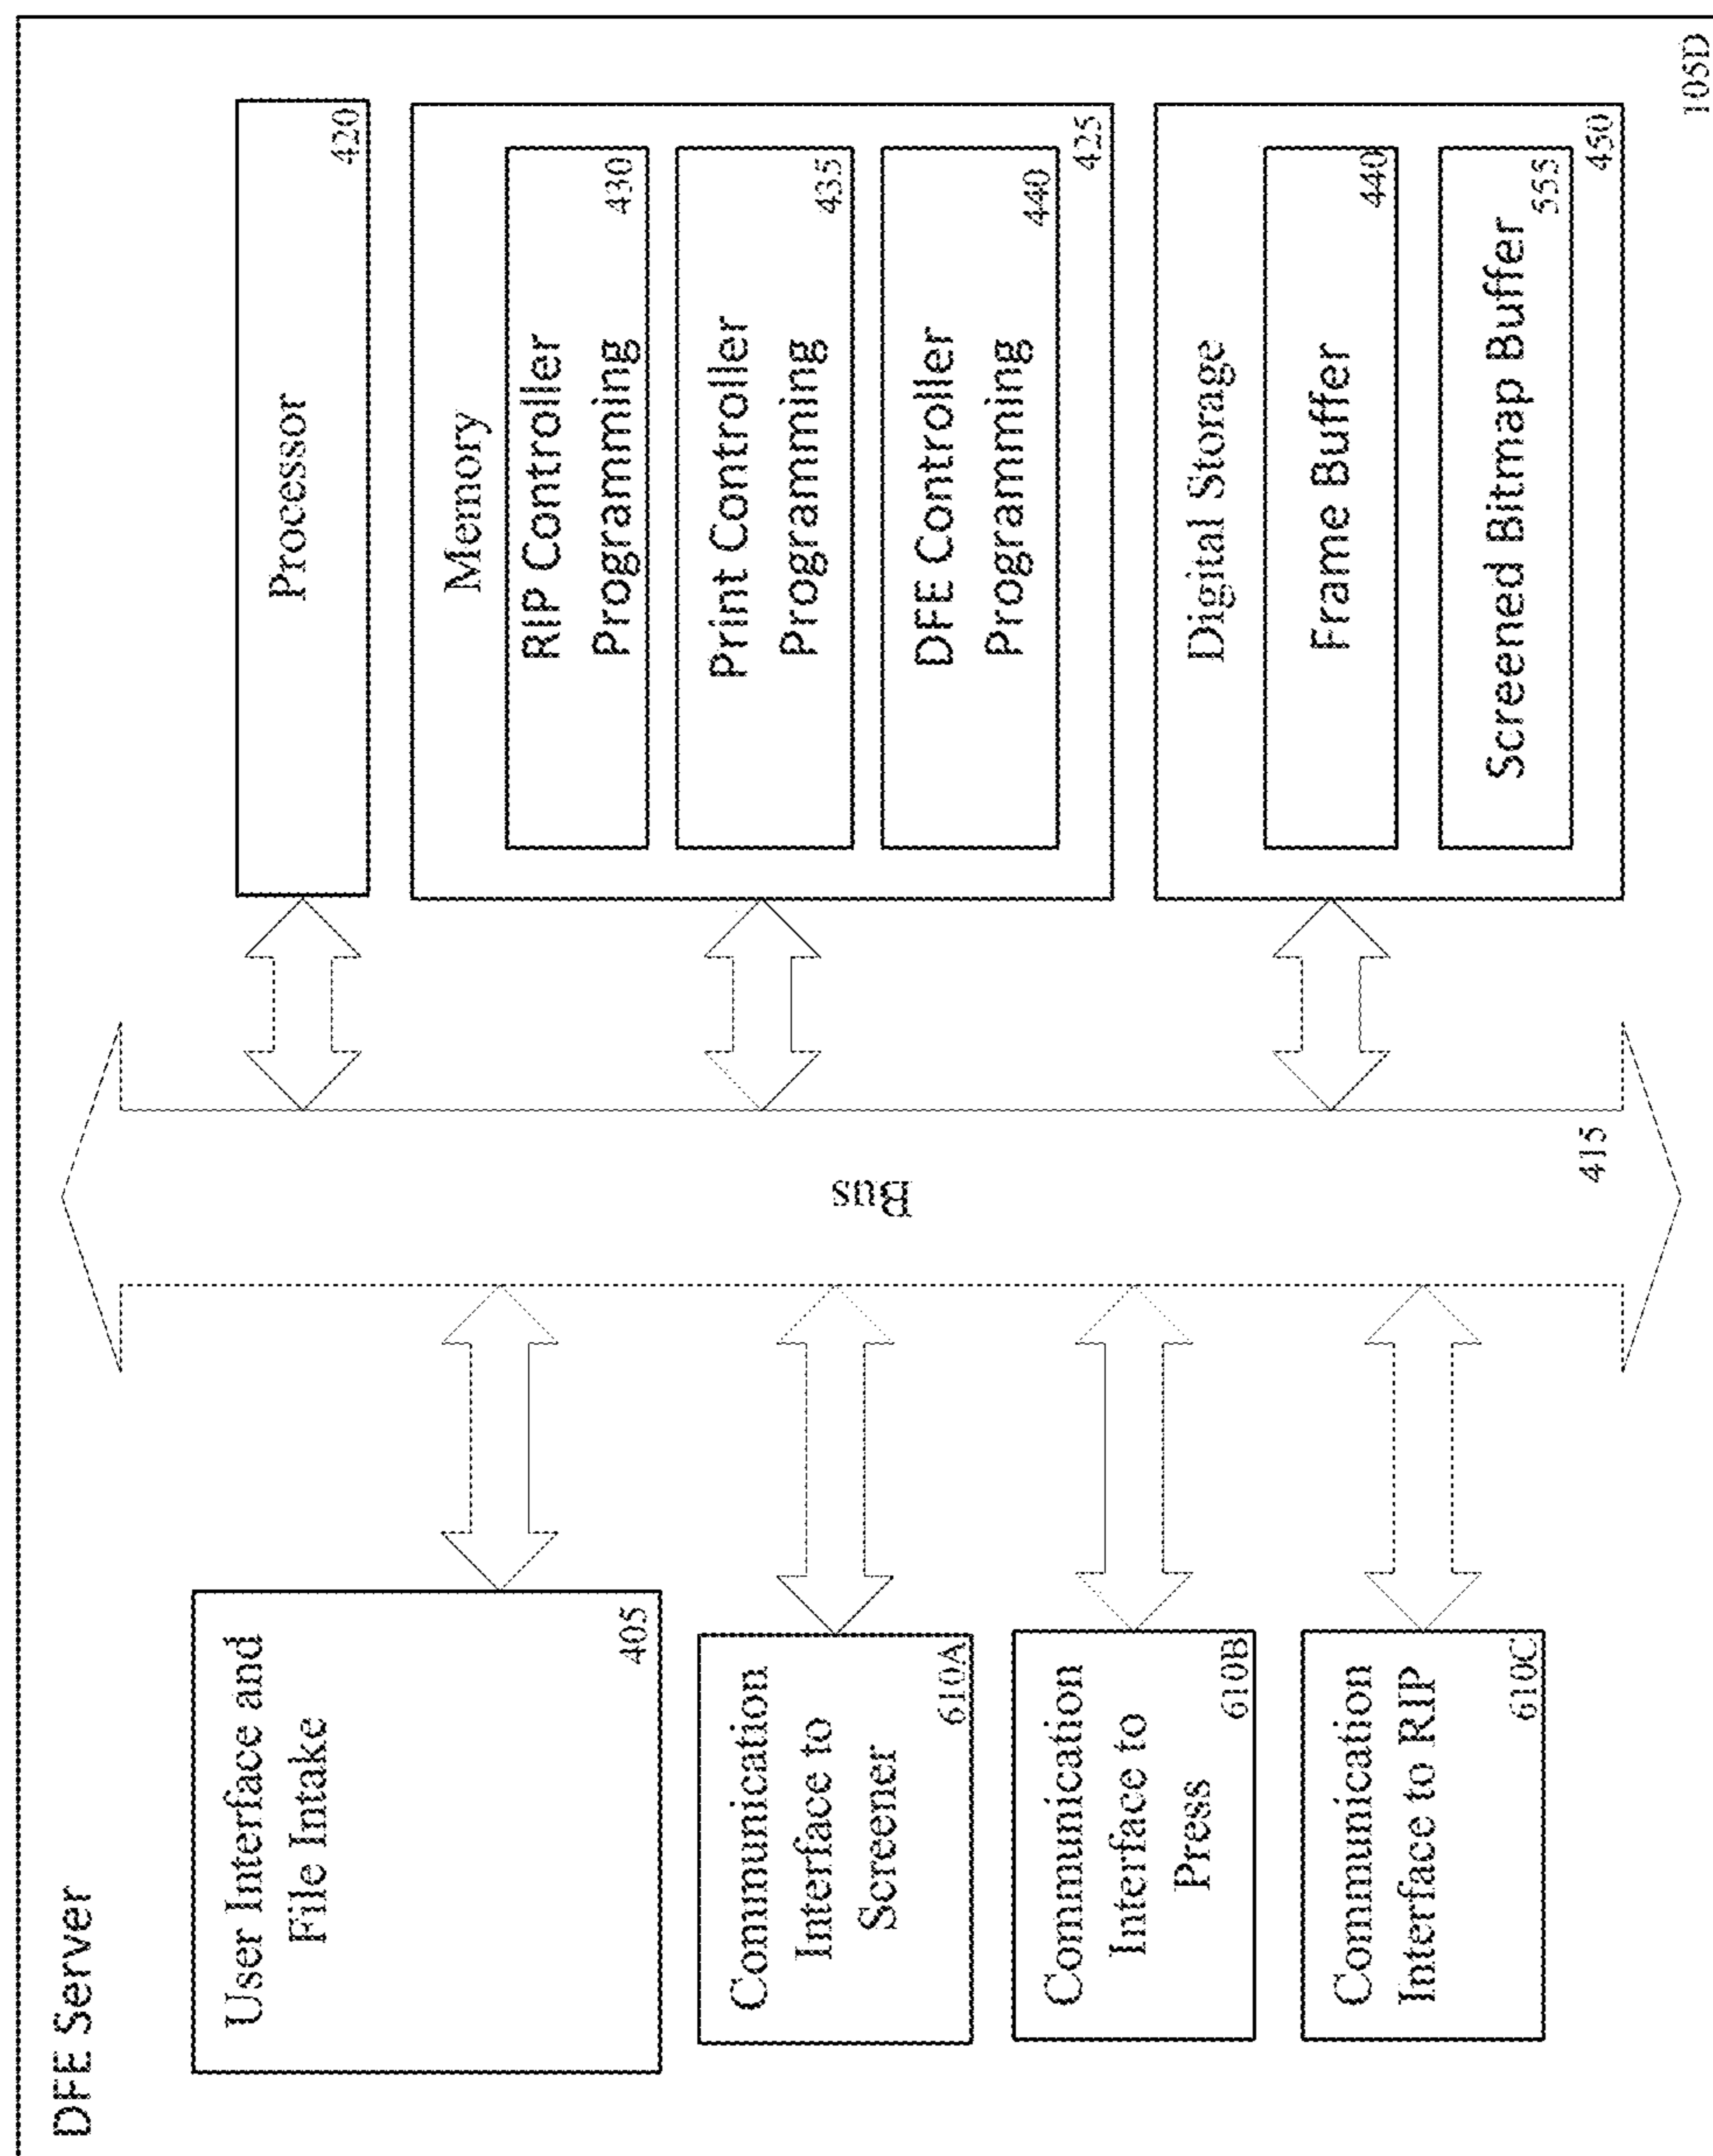 DFE Server
User Interface and
File Intake
405
Communication
Interface to
Screener
610A
Communication
Interface to
Press
610B
Communication
Interface to RIP
610C
Bus
415
Processor
420
Memory
RIP Controller
Programming
430
Print Controller
Programming
435
DFE Controller
Programming
440
425
Digital Storage
Frame Buffer
440
Screened Bitmap Buffer
555
450
105D